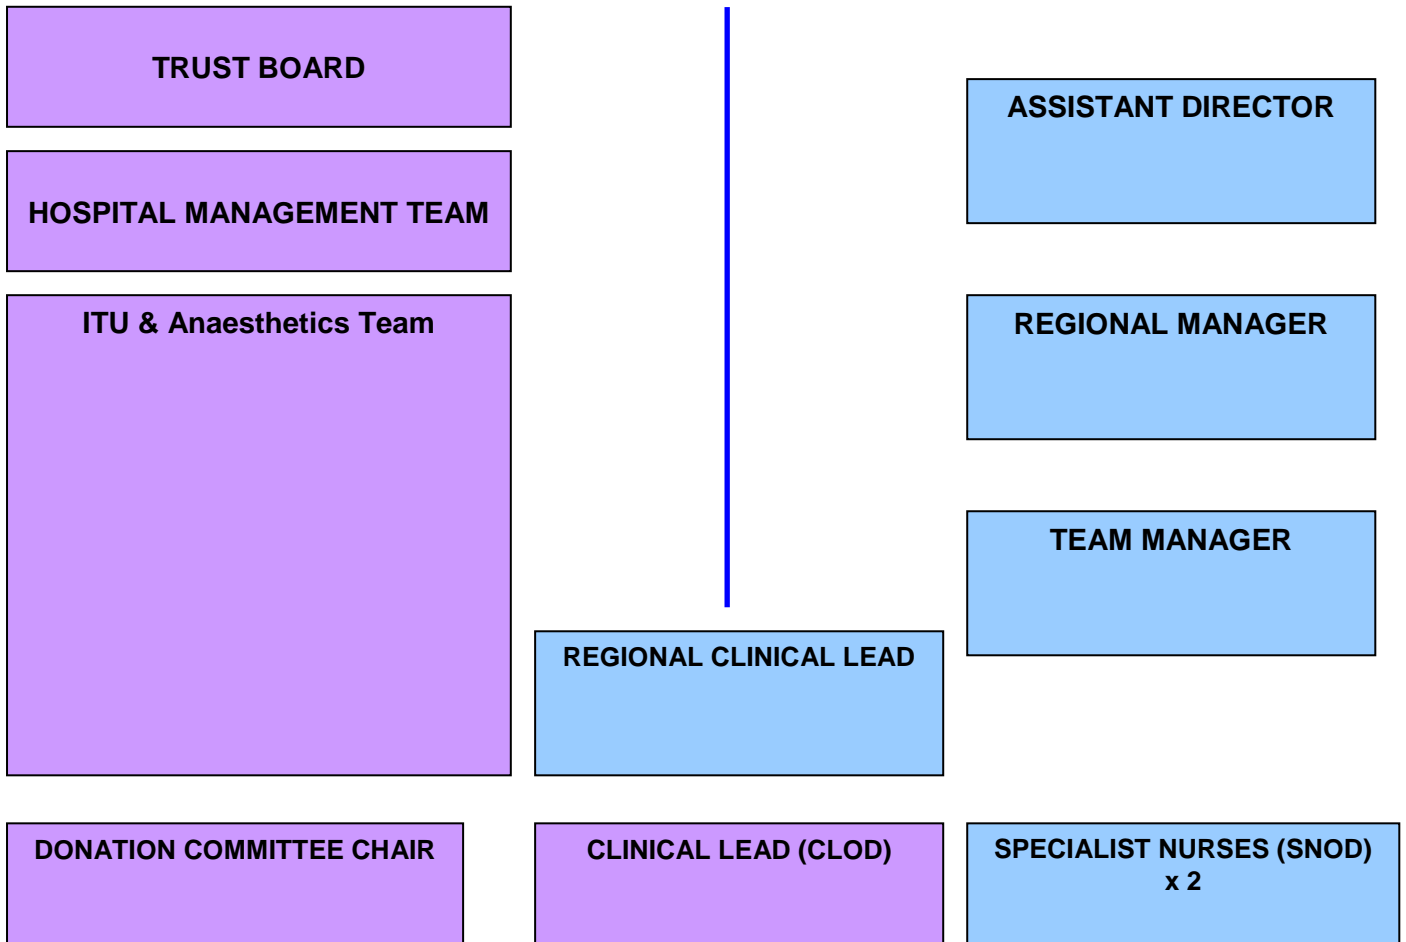 TRUST BOARD
ASSISTANT DIRECTOR
HOSPITAL MANAGEMENT TEAM
ITU & Anaesthetics Team
REGIONAL MANAGER
TEAM MANAGER
REGIONAL CLINICAL LEAD
DONATION COMMITTEE CHAIR
CLINICAL LEAD (CLOD)
SPECIALIST NURSES (SNOD)
x 2